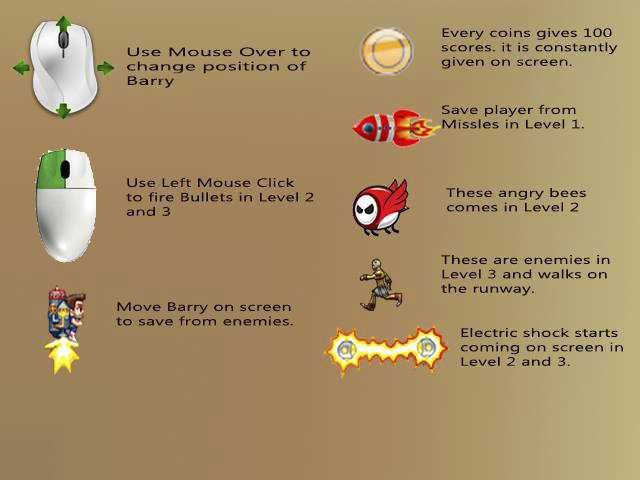 Use Mouse Over to
change position of
Barry
Use Left Mouse Click
to fire Bullets in Level 2
and 3
Move Barry on screen
to save from enemies.
Every coins gives 100
scores. it is constantly
given on screen.
Save player from
Missles in Level 1.
These angry bees
comes in Level 2
These are enemies in
Level 3 and walks on
the runway.
Electric shock starts
coming on screen in
Level 2 and 3.